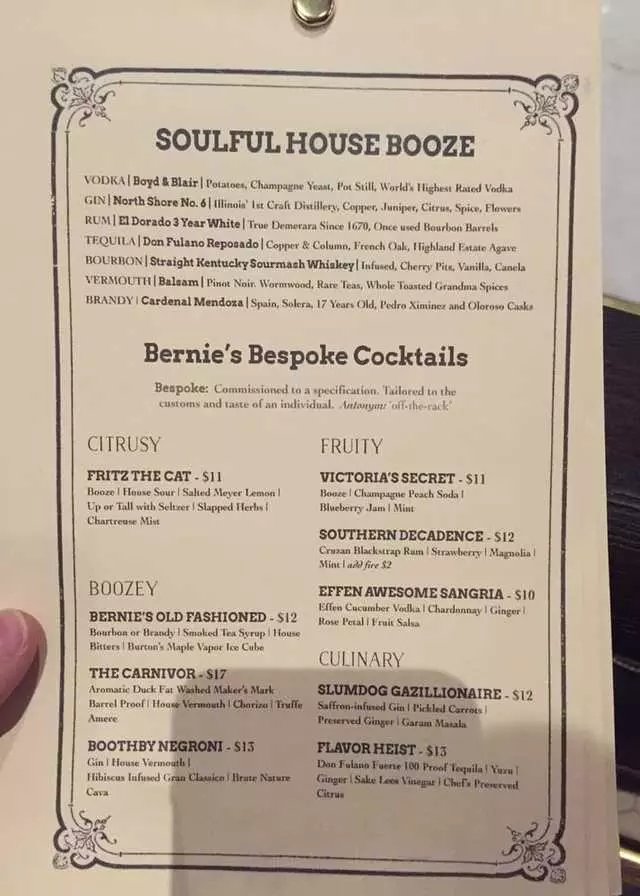 SOULFUL HOUSE BOOZE
VODKA | Boyd & Blair | Potatoes, Champagne Yeast, Pot Still, World's Highest Rated Vodka
GIN | North Shore No. 6 | Illinois' 1st Craft Distillery, Copper, Juniper, Citrus, Spice, Flowers
RUM | El Dorado 3 Year White | True Demerara Since 1670, Once used Bourbon Barrels
TEQUILA | Don Fulano Reposado | Copper & Column, French Oak, Highland Estate Agave
BOURBON | Straight Kentucky Sourmash Whiskey | Infused, Cherry Pits, Vanilla, Canela
VERMOUTH | Balsam | Pinot Noir. Wormwood, Rare Teas, Whole Toasted Grandma Spices
BRANDY | Cardenal Mendoza | Spain, Solera, 17 Years Old, Pedro Ximinez and Oloroso Casks
Bernie's Bespoke Cocktails
Bespoke: Commissioned to a specification. Tailored to the
customs and taste of an individual. Antonym: 'off-the-rack'
CITRUSY
FRITZ THE CAT - $11
Booze | House Sour | Salted Meyer Lemon |
Up or Tall with Seltzer | Slapped Herbs |
Chartreuse Mist
BOOZEY
BERNIE'S OLD FASHIONED - $12
Bourbon or Brandy | Smoked Tea Syrup | House
Bitters | Burton's Maple Vapor Ice Cube
THE CARNIVOR - $17
Aromatic Duck Fat Washed Maker's Mark
Barrel Proof | House Vermouth | Chorizo | Truffe
Amere
BOOTHBY NEGRONI - $13
Gin | House Vermouth |
Hibiscus Infused Gran Classico | Brute Nature
Cava
FRUITY
VICTORIA'S SECRET - $11
Booze | Champagne Peach Soda |
Blueberry Jam | Mint
SOUTHERN DECADENCE - $12
Cruzan Blackstrap Rum | Strawberry | Magnolia |
Mint | add fire $2
EFFEN AWESOME SANGRIA - $10
Effen Cucumber Vodka | Chardonnay | Ginger |
Rose Petal | Fruit Salsa
CULINARY
SLUMDOG GAZILLIONAIRE - $12
Saffron-infused Gin | Pickled Carrots |
Preserved Ginger | Garam Masala
FLAVOR HEIST - $13
Don Fulano Fuerte 100 Proof Tequila | Yuzu |
Ginger | Sake Lees Vinegar | Chef's Preserved
Citrus